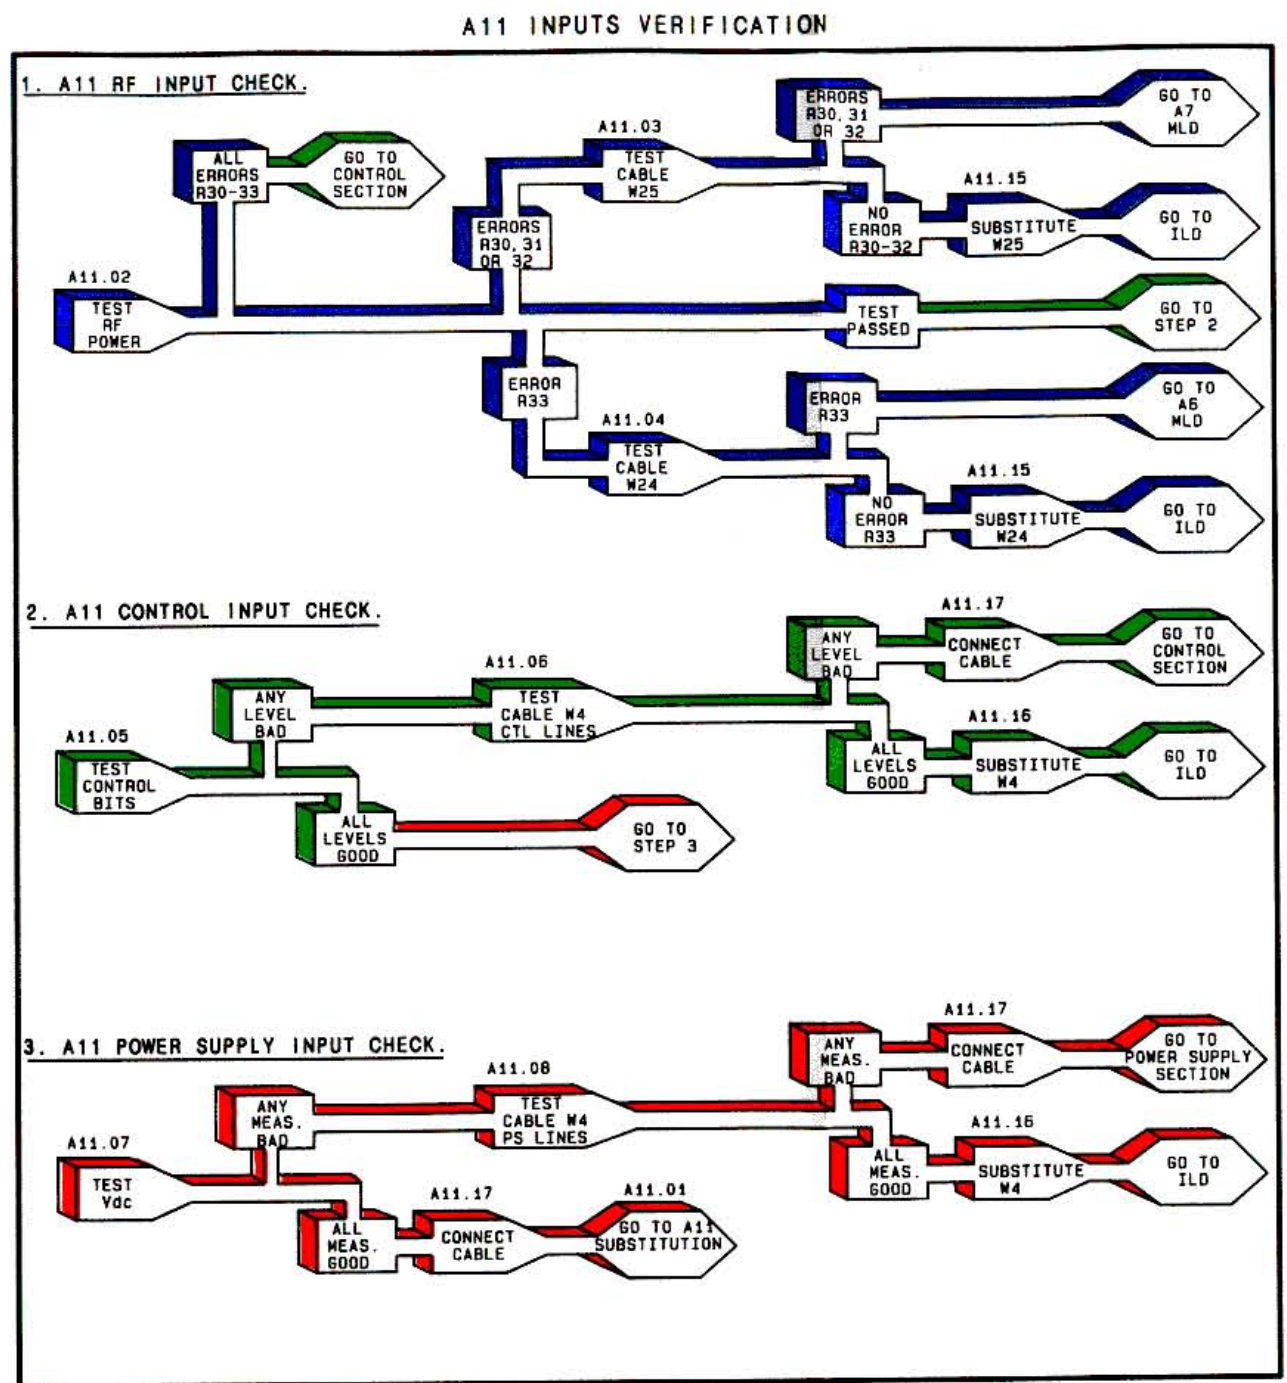 A11 INPUTS VERIFICATION
1. A11 RF INPUT CHECK.
A11.02
TEST
RF
POWER
ALL
ERRORS
R30-33
GO TO
CONTROL
SECTION
ERRORS
R30,31
OR 32
A11.03
TEST
CABLE
W25
ERRORS
R30,31
OR 32
GO TO
A7
MLD
NO
ERROR
R30-32
A11.15
SUBSTITUTE
W25
GO TO
ILD
TEST
PASSED
GO TO
STEP 2
ERROR
R33
A11.04
TEST
CABLE
W24
ERROR
R33
GO TO
A6
MLD
NO
ERROR
R33
A11.15
SUBSTITUTE
W24
GO TO
ILD
2. A11 CONTROL INPUT CHECK.
A11.05
TEST
CONTROL
BITS
ANY
LEVEL
BAD
A11.06
TEST
CABLE W4
CTL LINES
ANY
LEVEL
BAD
A11.17
CONNECT
CABLE
GO TO
CONTROL
SECTION
ALL
LEVELS
GOOD
A11.16
SUBSTITUTE
W4
GO TO
ILD
ALL
LEVELS
GOOD
GO TO
STEP 3
3. A11 POWER SUPPLY INPUT CHECK.
A11.07
TEST
Vdc
ANY
MEAS.
BAD
A11.08
TEST
CABLE W4
PS LINES
ANY
MEAS.
BAD
A11.17
CONNECT
CABLE
GO TO
POWER SUPPLY
SECTION
ALL
MEAS.
GOOD
A11.16
SUBSTITUTE
W4
GO TO
ILD
ALL
MEAS.
GOOD
A11.17
CONNECT
CABLE
A11.01
GO TO A11
SUBSTITUTION